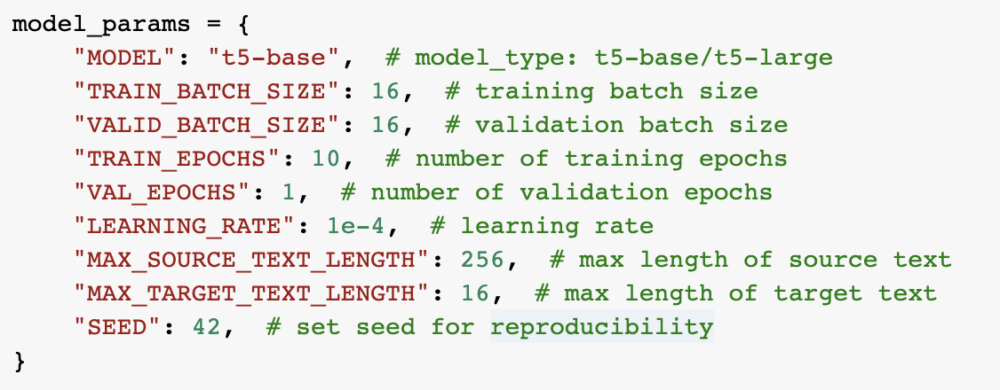 model_params = {
    "MODEL": "t5-base",  # model_type: t5-base/t5-large
    "TRAIN_BATCH_SIZE": 16,  # training batch size
    "VALID_BATCH_SIZE": 16,  # validation batch size
    "TRAIN_EPOCHS": 10,  # number of training epochs
    "VAL_EPOCHS": 1,  # number of validation epochs
    "LEARNING_RATE": 1e-4,  # learning rate
    "MAX_SOURCE_TEXT_LENGTH": 256,  # max length of source text
    "MAX_TARGET_TEXT_LENGTH": 16,  # max length of target text
    "SEED": 42,  # set seed for reproducibility
}